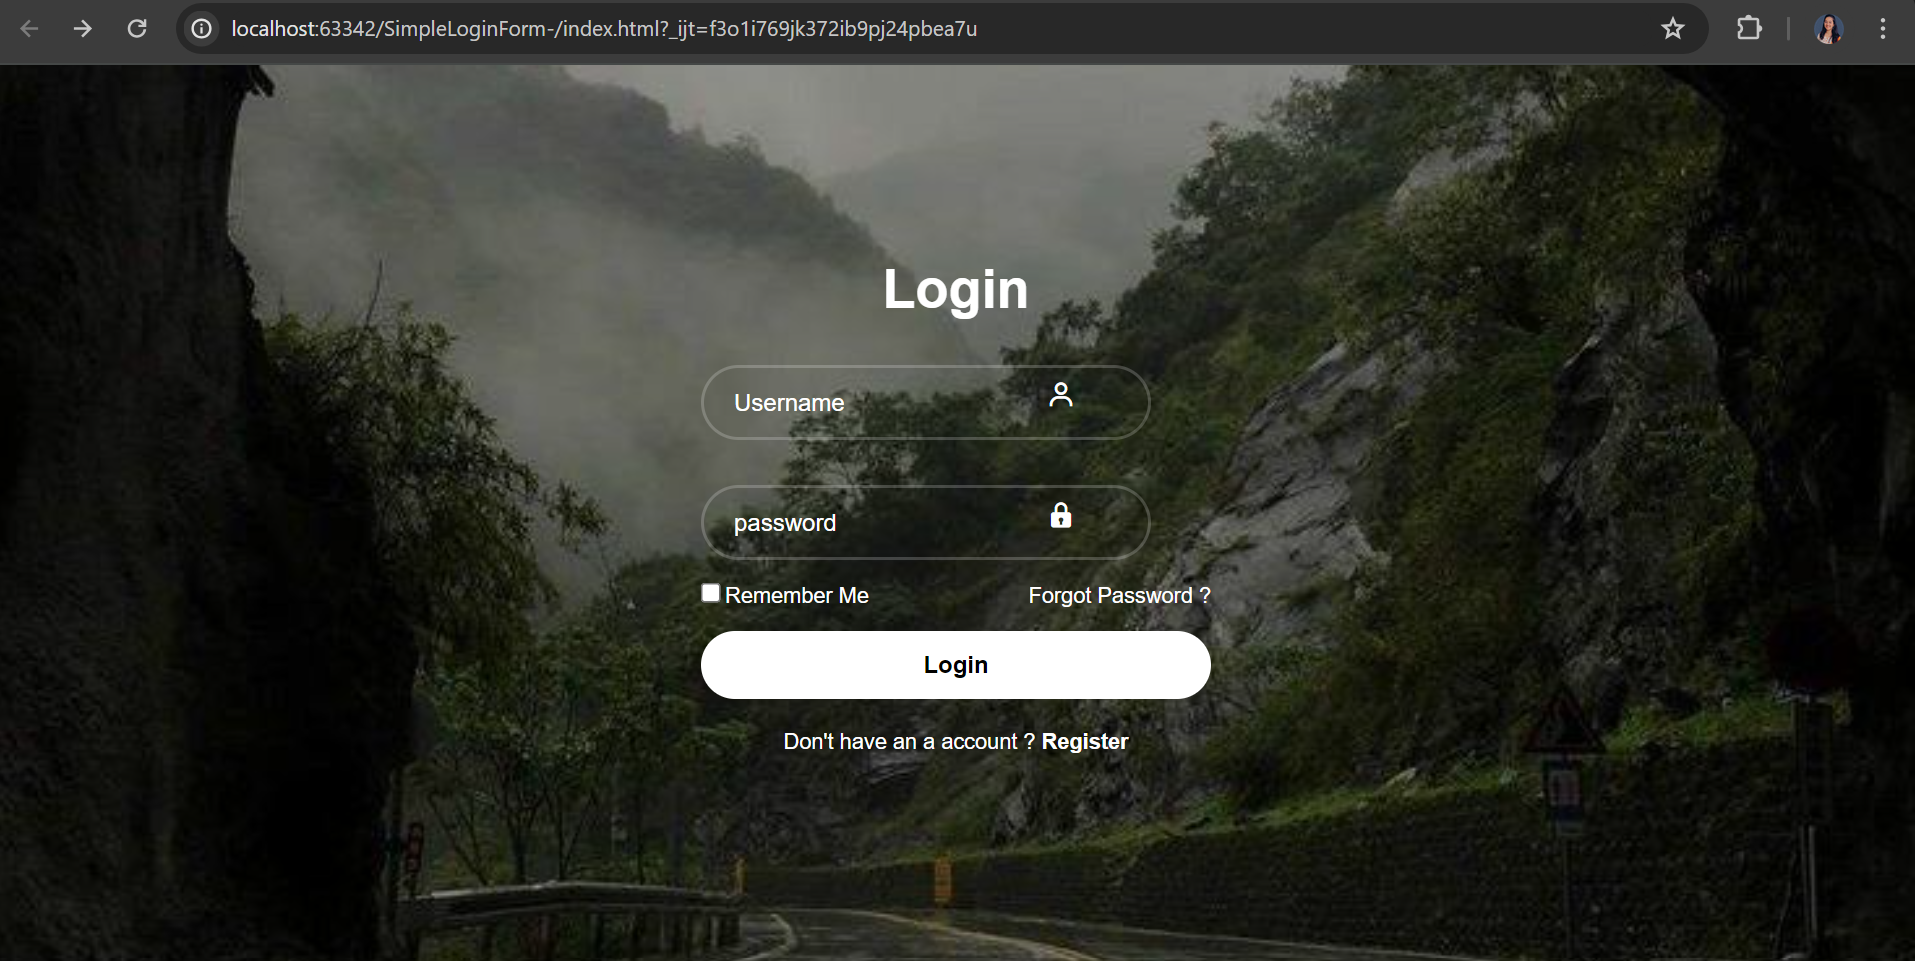 localhost:63342/SimpleLoginForm-/index.html?_ijt=f3o1i769jk372ib9pj24pbea7u
Login
Username
password
Remember Me Forgot Password ?
Login
Don't have an a account ? Register